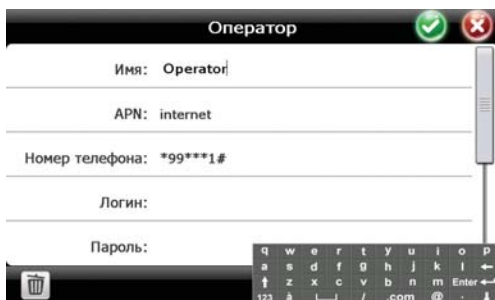 Оператор
Имя: Operator
APN: internet
Номер телефона: *99***1#
Логин:
Пароль:
q w e r t y u i o p
a s d f g h j k l
z x c v b n m Enter
123 á / .com @ .